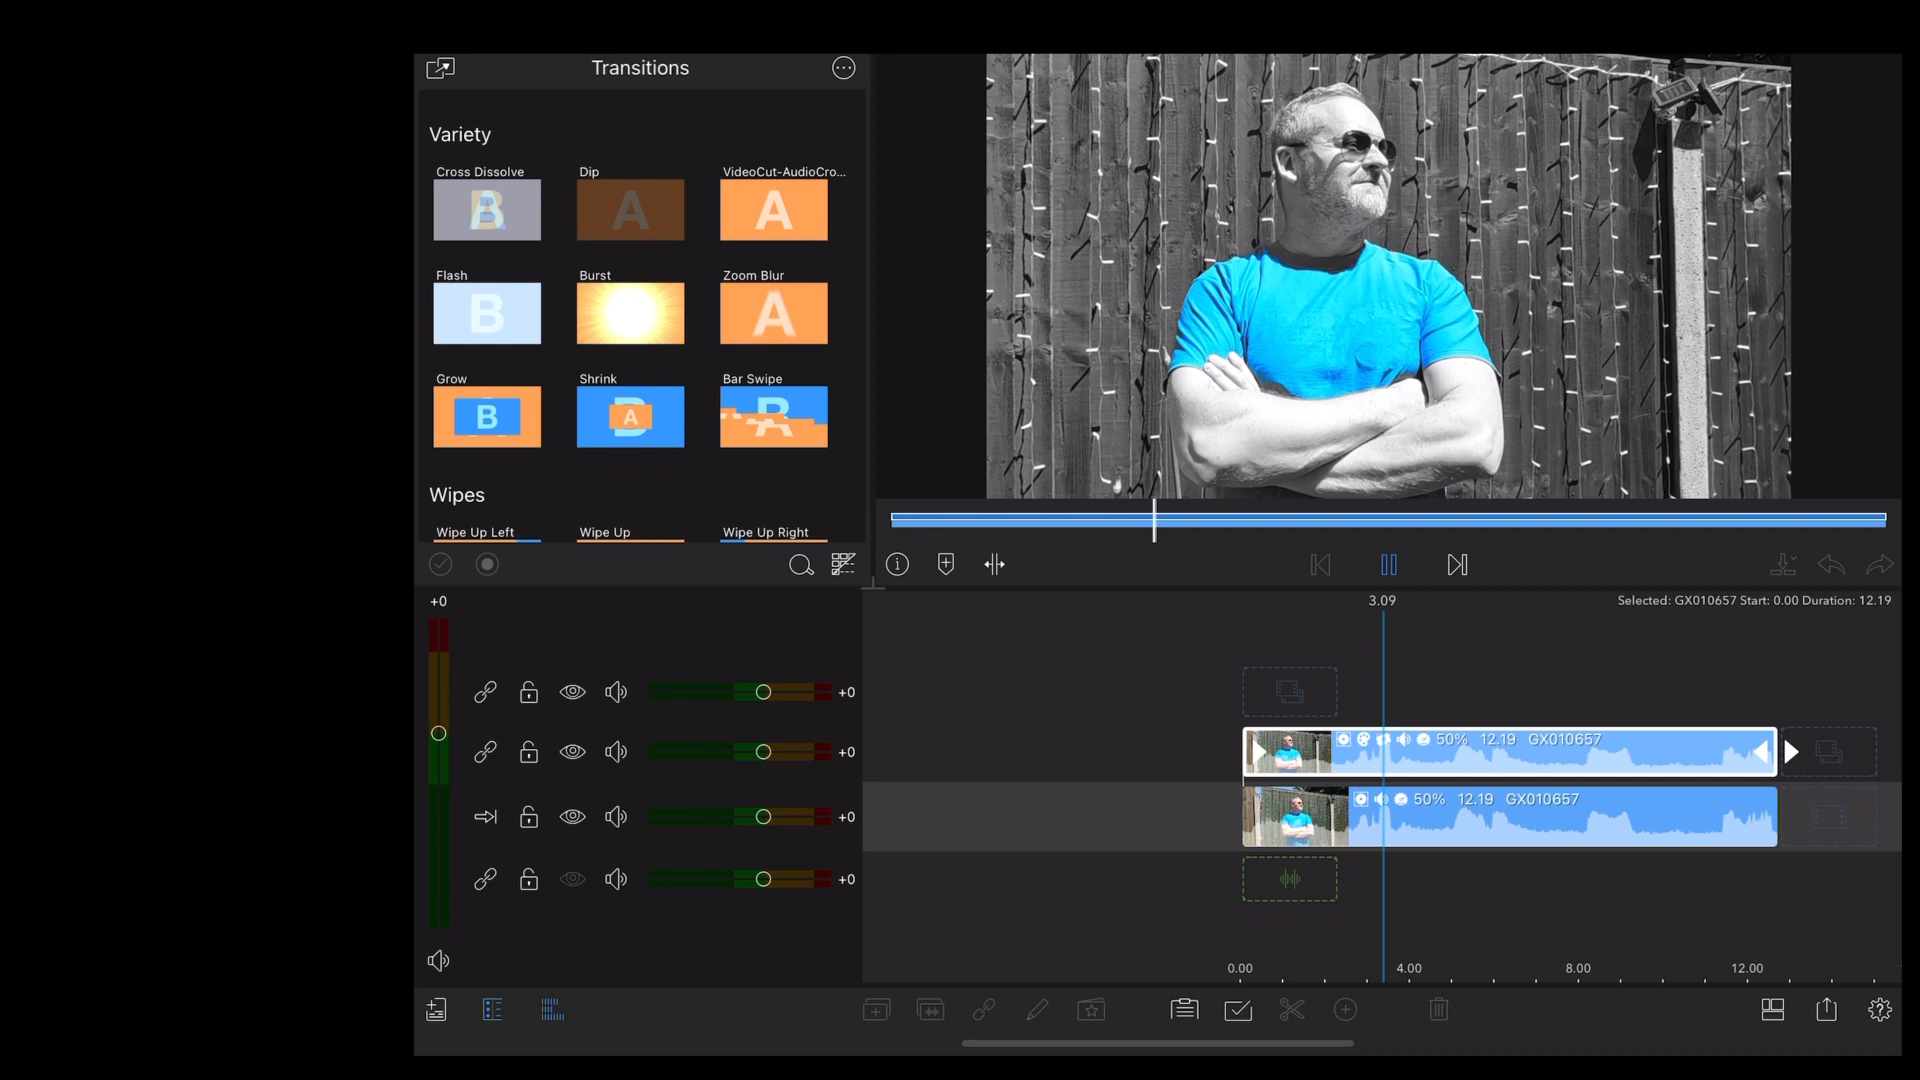 Transitions
Variety
Cross Dissolve
Dip
VideoCut-AudioCro...
B
A
A
Flash
Burst
Zoom Blur
B
A
Grow
Shrink
Bar Swipe
B
B
A
B
A
Wipes
Wipe Up Left
Wipe Up
Wipe Up Right
+0
3.09
Selected: GX010657 Start: 0.00 Duration: 12.19
+0
+0
50% 12.19 GX010657
+0
50% 12.19 GX010657
+0
0.00
4.00
8.00
12.00